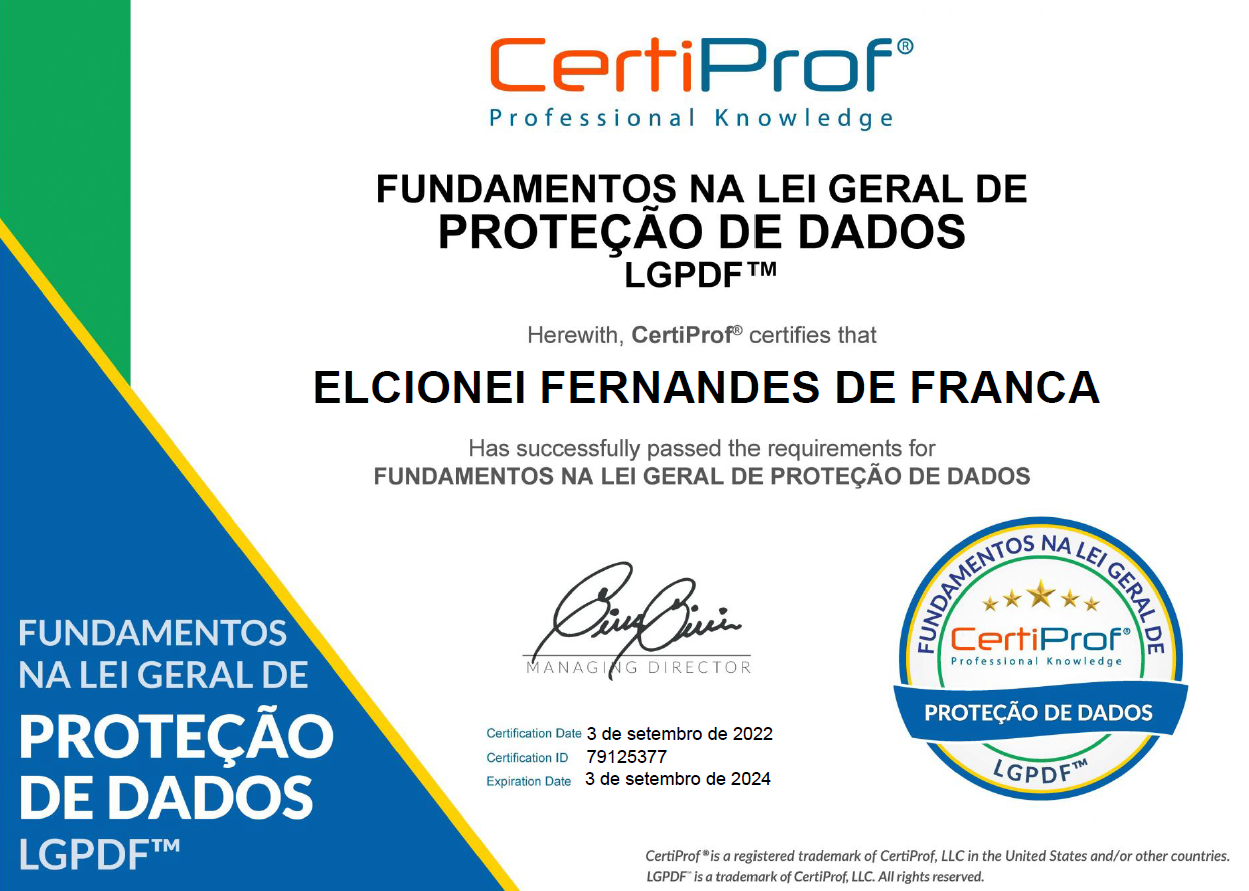 CertiProf®
Professional Knowledge
FUNDAMENTOS NA LEI GERAL DE
PROTEÇÃO DE DADOS
LGPDF™
Herewith, CertiProf® certifies that
ELCIONEI FERNANDES DE FRANCA
Has successfully passed the requirements for
FUNDAMENTOS NA LEI GERAL DE PROTEÇÃO DE DADOS
MANAGING DIRECTOR
Certification Date 3 de setembro de 2022
Certification ID 79125377
Expiration Date 3 de setembro de 2024
FUNDAMENTOS
NA LEI GERAL DE
PROTEÇÃO
DE DADOS
LGPDF™
FUNDAMENTOS NA LEI GERAL DE
CertiProf®
Professional Knowledge
PROTEÇÃO DE DADOS
LGPDF™
CertiProf® is a registered trademark of CertiProf, LLC in the United States and/or other countries.
LGPDF™ is a trademark of CertiProf, LLC. All rights reserved.